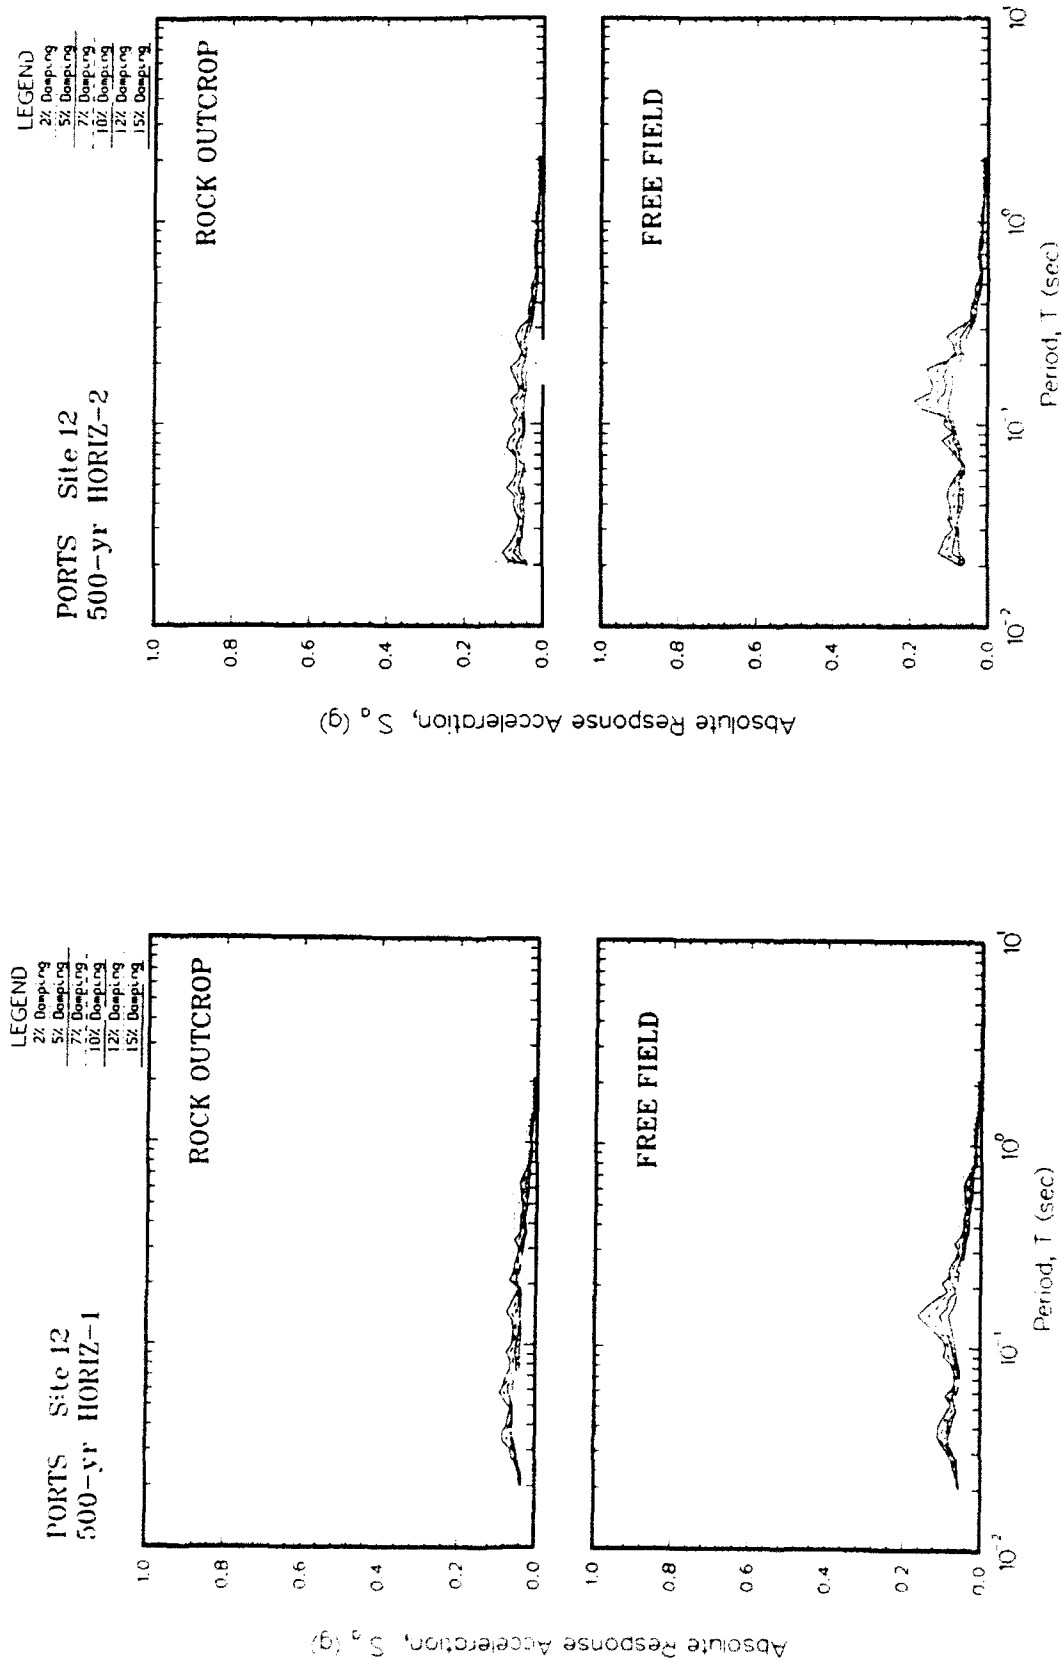 PORTS Site 12
500-yr HORIZ-1
LEGEND
2% Damping
5% Damping
7% Damping
10% Damping
12% Damping
15% Damping
ROCK OUTCROP
1.0
0.8
0.6
0.4
0.2
0.0
FREE FIELD
1.0
0.8
0.6
0.4
0.2
0.0
10⁻²
10⁻¹
10⁰
10¹
Period, T (sec)
Absolute Response Acceleration, Sₐ (g)
PORTS Site 12
500-yr HORIZ-2
LEGEND
2% Damping
5% Damping
7% Damping
10% Damping
12% Damping
15% Damping
ROCK OUTCROP
1.0
0.8
0.6
0.4
0.2
0.0
FREE FIELD
1.0
0.8
0.6
0.4
0.2
0.0
10⁻²
10⁻¹
10⁰
10¹
Period, T (sec)
Absolute Response Acceleration, Sₐ (g)